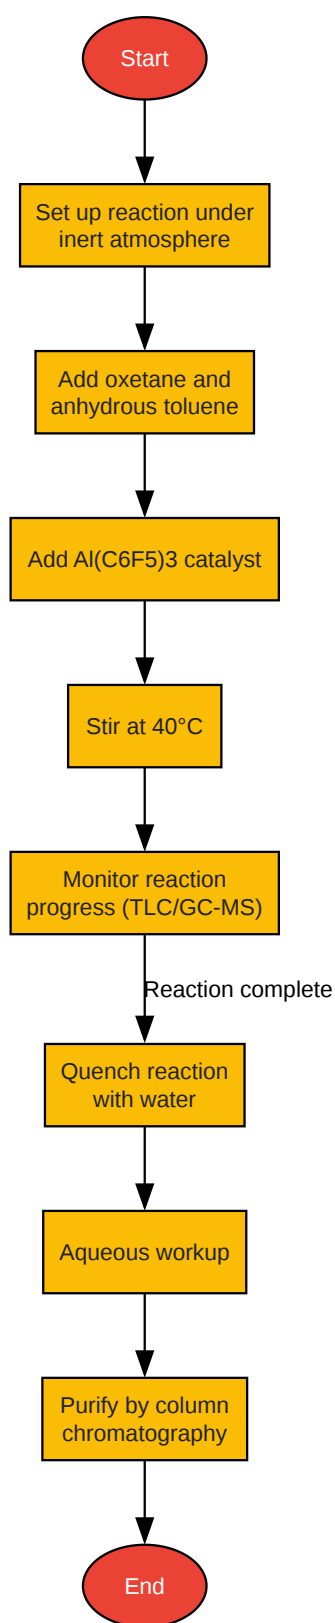 Start
Set up reaction under
inert atmosphere
Add oxetane and
anhydrous toluene
Add Al(C6F5)3 catalyst
Stir at 40°C
Monitor reaction
progress (TLC/GC-MS)
Reaction complete
Quench reaction
with water
Aqueous workup
Purify by column
chromatography
End